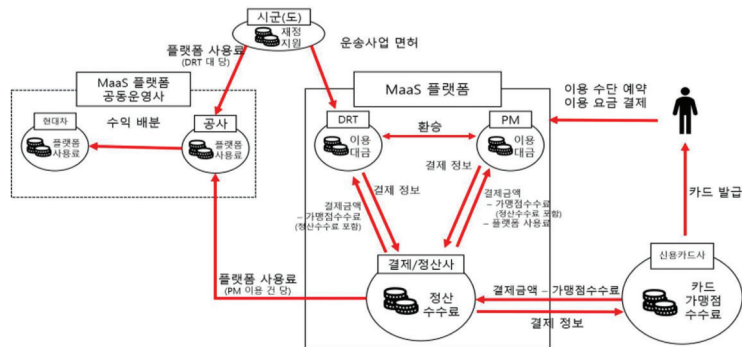 시군(도)
재정
지원
플랫폼 사용료
(DRT 대 당)
운송사업 면허
MaaS 플랫폼
공동운영사
현대차
플랫폼
사용료
수익 배분
공사
플랫폼
사용료
MaaS 플랫폼
DRT
이용
대금
환승
PM
이용
대금
이용 수단 예약
이용 요금 결제
결제 정보
결제금액
– 가맹점수수료
(정산수수료 포함)
결제 정보
결제금액
– 가맹점수수료
(정산수수료 포함)
– 플랫폼 사용료
카드 발급
플랫폼 사용료
(PM 이용 건 당)
결제/정산사
정산
수수료
결제금액 – 가맹점수수료
결제 정보
신용카드사
카드
가맹점
수수료